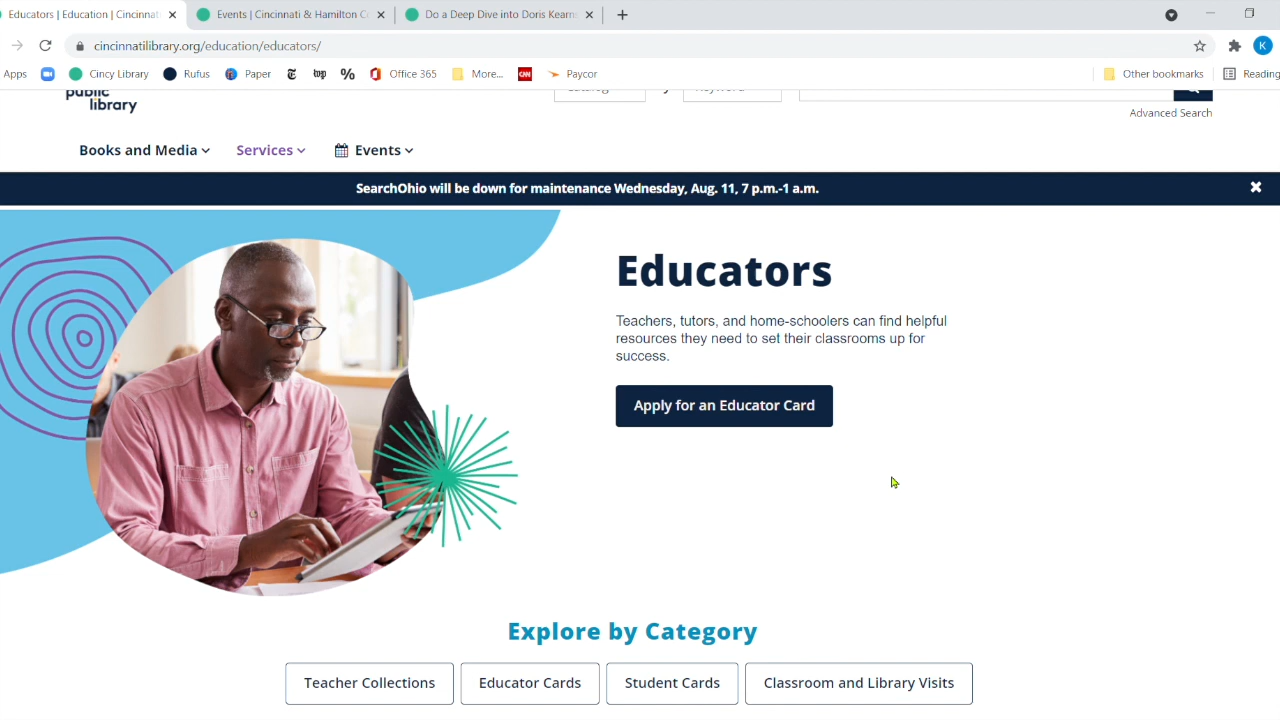 Educators | Education | Cincinnati
Events | Cincinnati & Hamilton C
Do a Deep Dive into Doris Kearns
cincinnatilibrary.org/education/educators/
K
Apps
Cincy Library
Rufus
Paper
Office 365
More...
CNN
Paycor
Other bookmarks
Reading
public
library
Advanced Search
Books and Media
Services
Events
SearchOhio will be down for maintenance Wednesday, Aug. 11, 7 p.m.-1 a.m.
Educators
Teachers, tutors, and home-schoolers can find helpful
resources they need to set their classrooms up for
success.
Apply for an Educator Card
Explore by Category
Teacher Collections
Educator Cards
Student Cards
Classroom and Library Visits